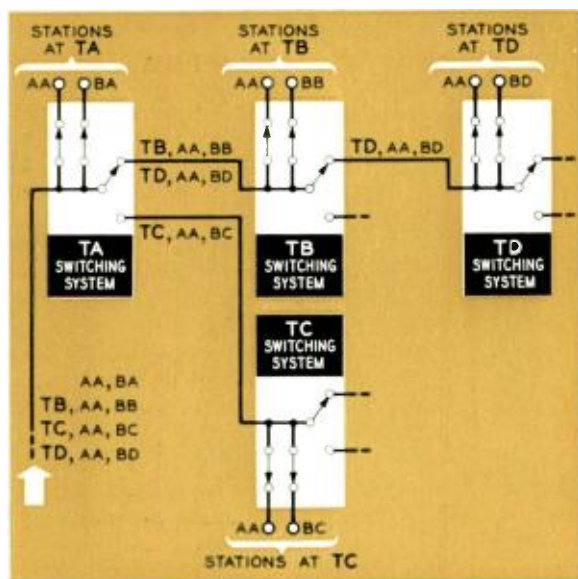 STATIONS
AT TA
AA BA
STATIONS
AT TB
AA BB
STATIONS
AT TD
AA BD
TB, AA, BB
TD, AA, BD
TC, AA, BC
TD, AA, BD
TA
SWITCHING
SYSTEM
TB
SWITCHING
SYSTEM
TD
SWITCHING
SYSTEM
TC
SWITCHING
SYSTEM
AA, BA
TB, AA, BB
TC, AA, BC
TD, AA, BD
AA BC
STATIONS AT TC